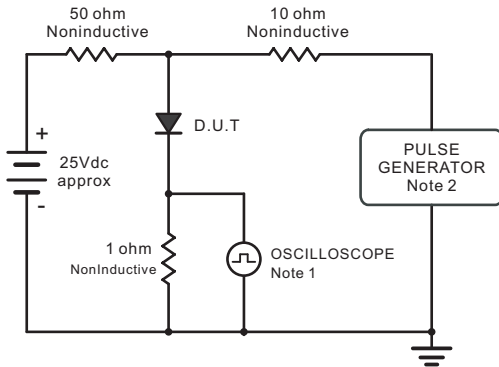 50 ohm
Noninductive
10 ohm
Noninductive
D.U.T
+
25Vdc
approx
-
PULSE
GENERATOR
Note 2
1 ohm
NonInductive
OSCILLOSCOPE
Note 1